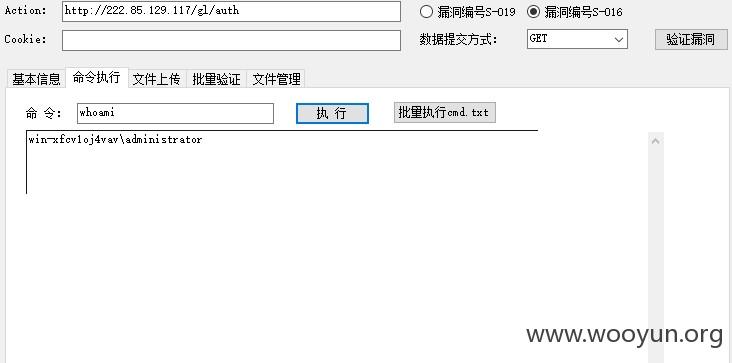 Action: http://222.85.129.117/gl/auth 漏洞编号S-019 漏洞编号S-016
Cookie: 数据提交方式: GET 验证漏洞
基本信息 命令执行 文件上传 批量验证 文件管理
命 令: whoami 执 行 批量执行cmd.txt
win-xfcv1oj4vav\administrator
www.wooyun.org